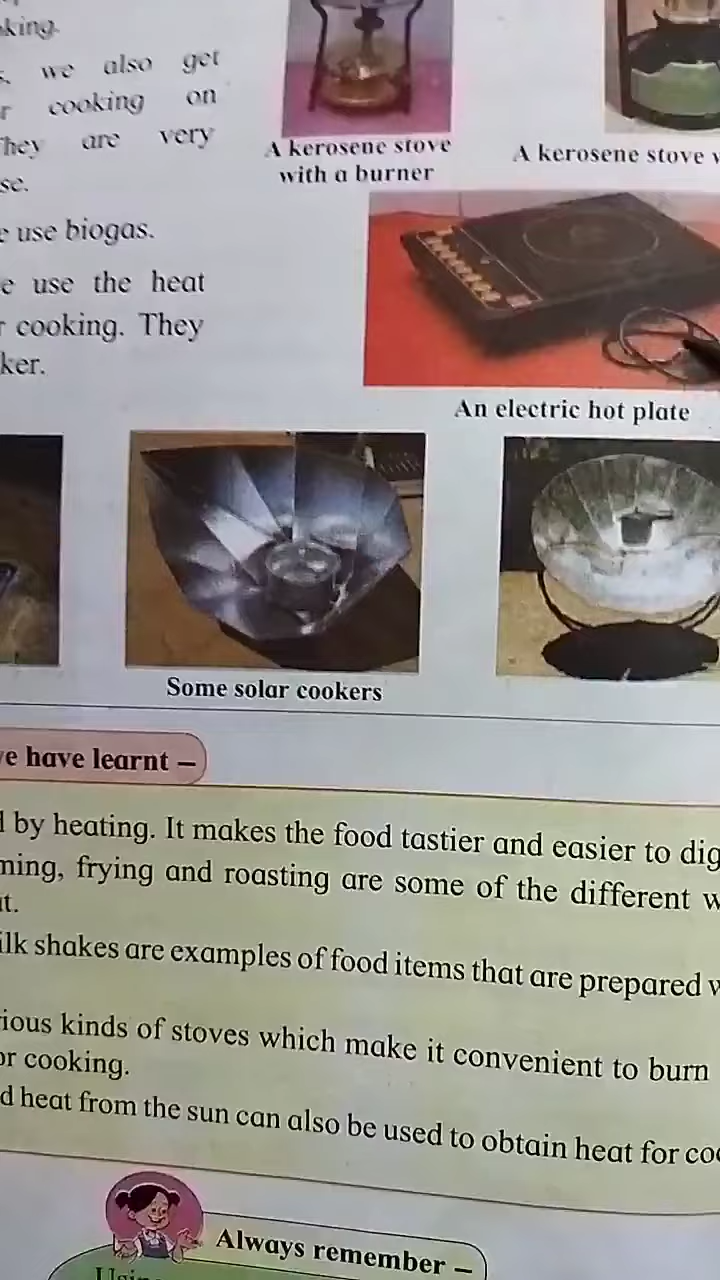 king.
, we also get
r cooking on
hey are very
se.
A kerosene stove
with a burner
A kerosene stove
e use biogas.
e use the heat
r cooking. They
ker.
An electric hot plate
Some solar cookers
e have learnt –
by heating. It makes the food tastier and easier to dig
ning, frying and roasting are some of the different w
t.
ilk shakes are examples of food items that are prepared w
ious kinds of stoves which make it convenient to burn
or cooking.
d heat from the sun can also be used to obtain heat for coo
Always remember –